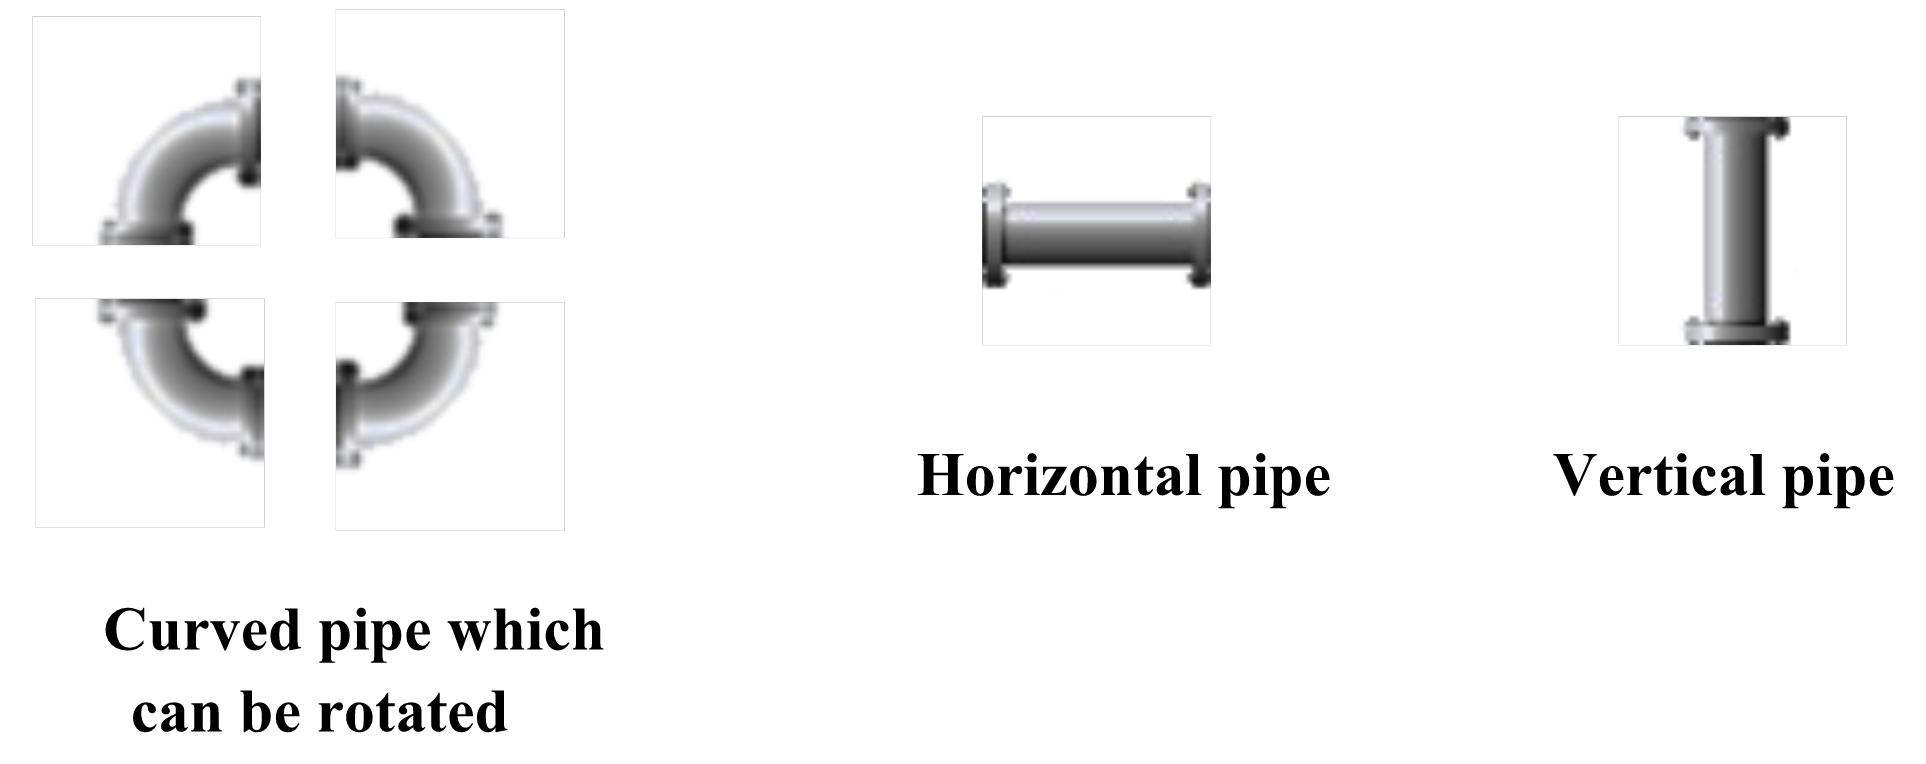 Horizontal pipe
Vertical pipe
Curved pipe which
can be rotated